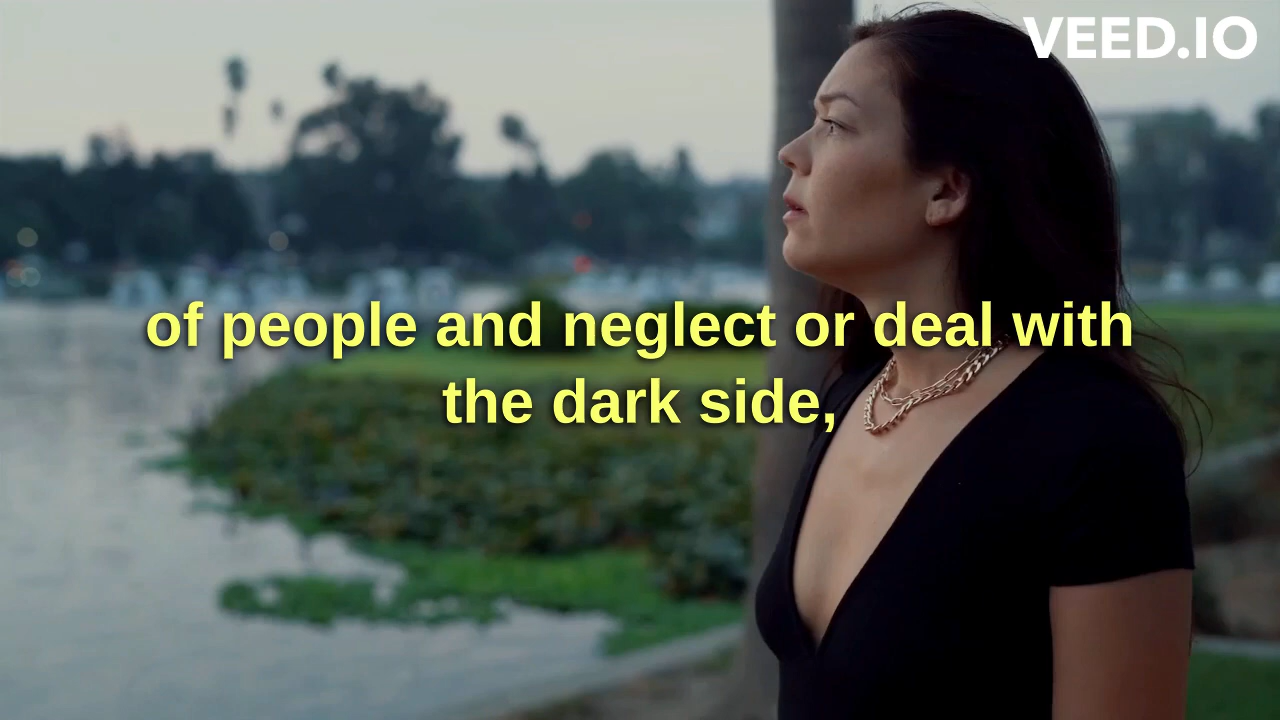 VEED.IO
of people and neglect or deal with
the dark side,